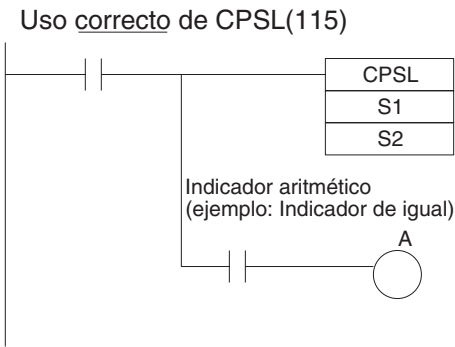 Uso correcto de CPSL(115)
CPSL
S1
S2
Indicador aritmético
(ejemplo: Indicador de igual)
A